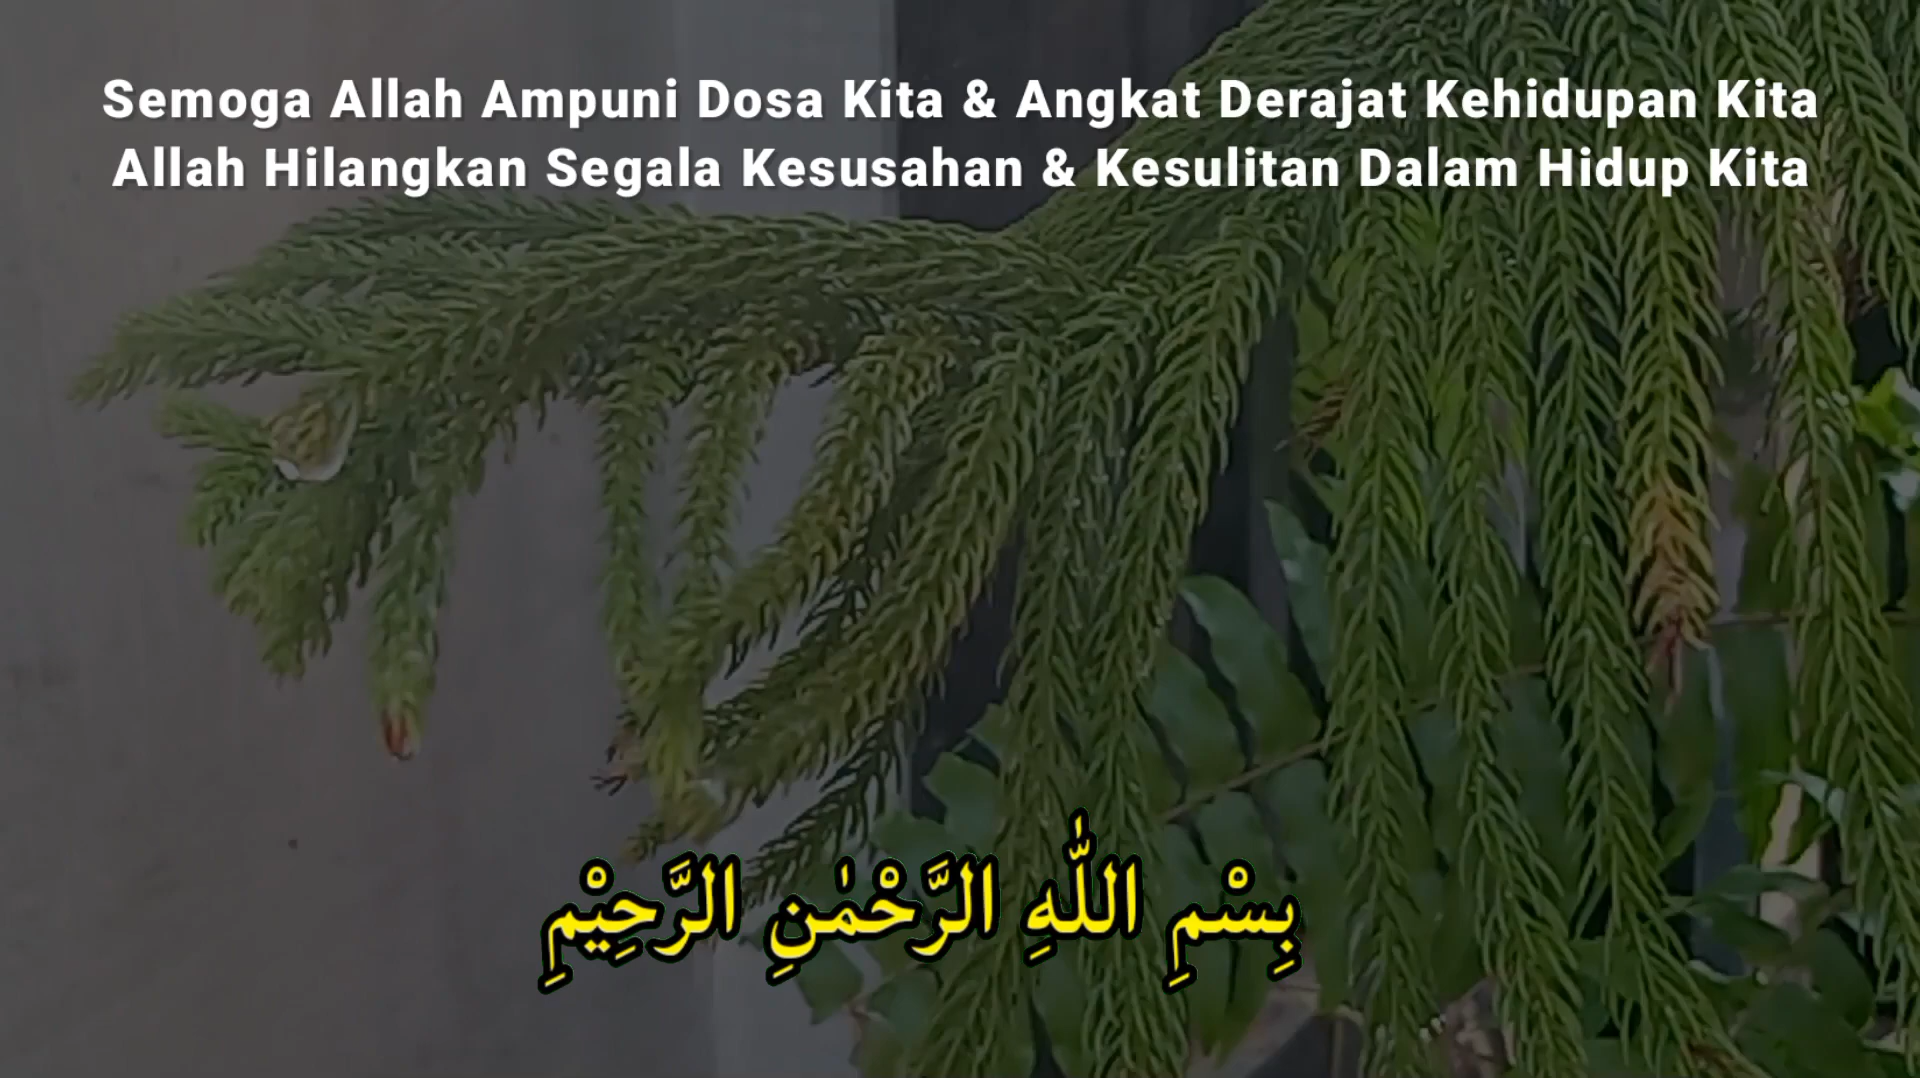 Semoga Allah Ampuni Dosa Kita & Angkat Derajat Kehidupan Kita
Allah Hilangkan Segala Kesusahan & Kesulitan Dalam Hidup Kita
بِسْمِ اللّٰهِ الرَّحْمٰنِ الرَّحِيْمِ